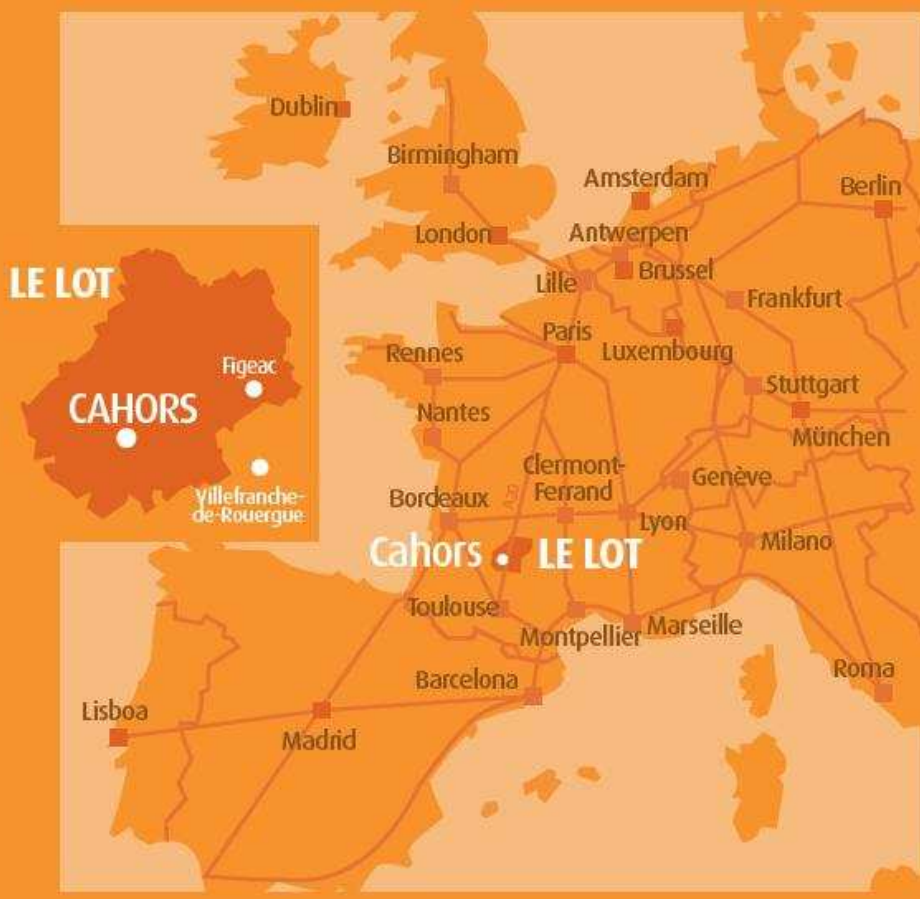 Dublin
Birmingham
Amsterdam
Berlin
London
Antwerpen
Brussel
Lille
Frankfurt
LE LOT
Paris
Luxembourg
Rennes
Figeac
Stuttgart
CAHORS
Nantes
München
Clermont-
Ferrand
Genève
Villefranche-
de-Rouergue
Bordeaux
A20
Lyon
Milano
Cahors
LE LOT
Toulouse
Montpellier
Marseille
Roma
Barcelona
Lisboa
Madrid